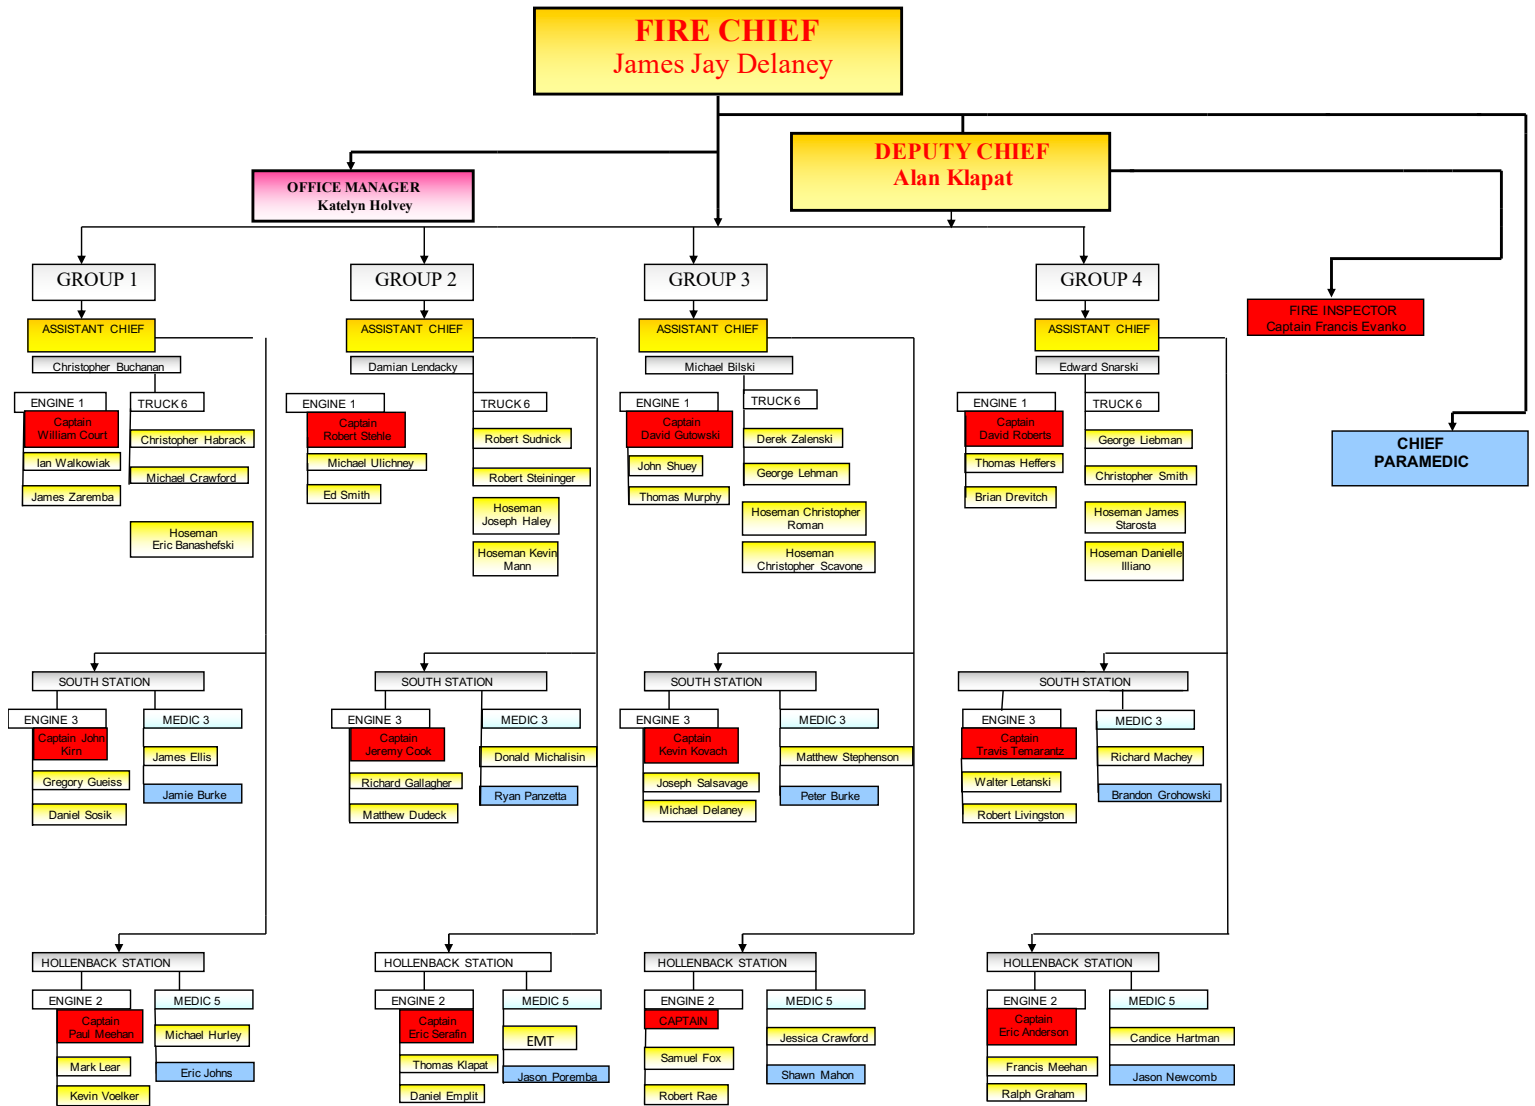 FIRE CHIEF
James Jay Delaney
DEPUTY CHIEF
Alan Klapat
OFFICE MANAGER
Katelyn Holvey
FIRE INSPECTOR
Captain Francis Evanko
CHIEF
PARAMEDIC
GROUP 1
ASSISTANT CHIEF
Christopher Buchanan
ENGINE 1
Captain
William Court
Ian Walkowiak
James Zaremba
TRUCK 6
Christopher Habrack
Michael Crawford
Hoseman
Eric Banashefski
SOUTH STATION
ENGINE 3
Captain John
Kirn
Gregory Gueiss
Daniel Sosik
MEDIC 3
James Ellis
Jamie Burke
HOLLENBACK STATION
ENGINE 2
Captain
Paul Meehan
Mark Lear
Kevin Voelker
MEDIC 5
Michael Hurley
Eric Johns
GROUP 2
ASSISTANT CHIEF
Damian Lendacky
ENGINE 1
Captain
Robert Stehle
Michael Ulichney
Ed Smith
TRUCK 6
Robert Sudnick
Robert Steininger
Hoseman
Joseph Haley
Hoseman Kevin
Mann
SOUTH STATION
ENGINE 3
Captain
Jeremy Cook
Richard Gallagher
Matthew Dudeck
MEDIC 3
Donald Michalisin
Ryan Panzetta
HOLLENBACK STATION
ENGINE 2
Captain
Eric Serafin
Thomas Klapat
Daniel Emplit
MEDIC 5
EMT
Jason Poremba
GROUP 3
ASSISTANT CHIEF
Michael Bilski
ENGINE 1
Captain
David Gutowski
John Shuey
Thomas Murphy
TRUCK 6
Derek Zalenski
George Lehman
Hoseman Christopher
Roman
Hoseman
Christopher Scavone
SOUTH STATION
ENGINE 3
Captain
Kevin Kovach
Joseph Salsavage
Michael Delaney
MEDIC 3
Matthew Stephenson
Peter Burke
HOLLENBACK STATION
ENGINE 2
CAPTAIN
Samuel Fox
Robert Rae
MEDIC 5
Jessica Crawford
Shawn Mahon
GROUP 4
ASSISTANT CHIEF
Edward Snarski
ENGINE 1
Captain
David Roberts
Thomas Heffers
Brian Drevitch
TRUCK 6
George Liebman
Christopher Smith
Hoseman James
Starosta
Hoseman Danielle
Illiano
SOUTH STATION
ENGINE 3
Captain
Travis Temarantz
Walter Letanski
Robert Livingston
MEDIC 3
Richard Machey
Brandon Grohowski
HOLLENBACK STATION
ENGINE 2
Captain
Eric Anderson
Francis Meehan
Ralph Graham
MEDIC 5
Candice Hartman
Jason Newcomb